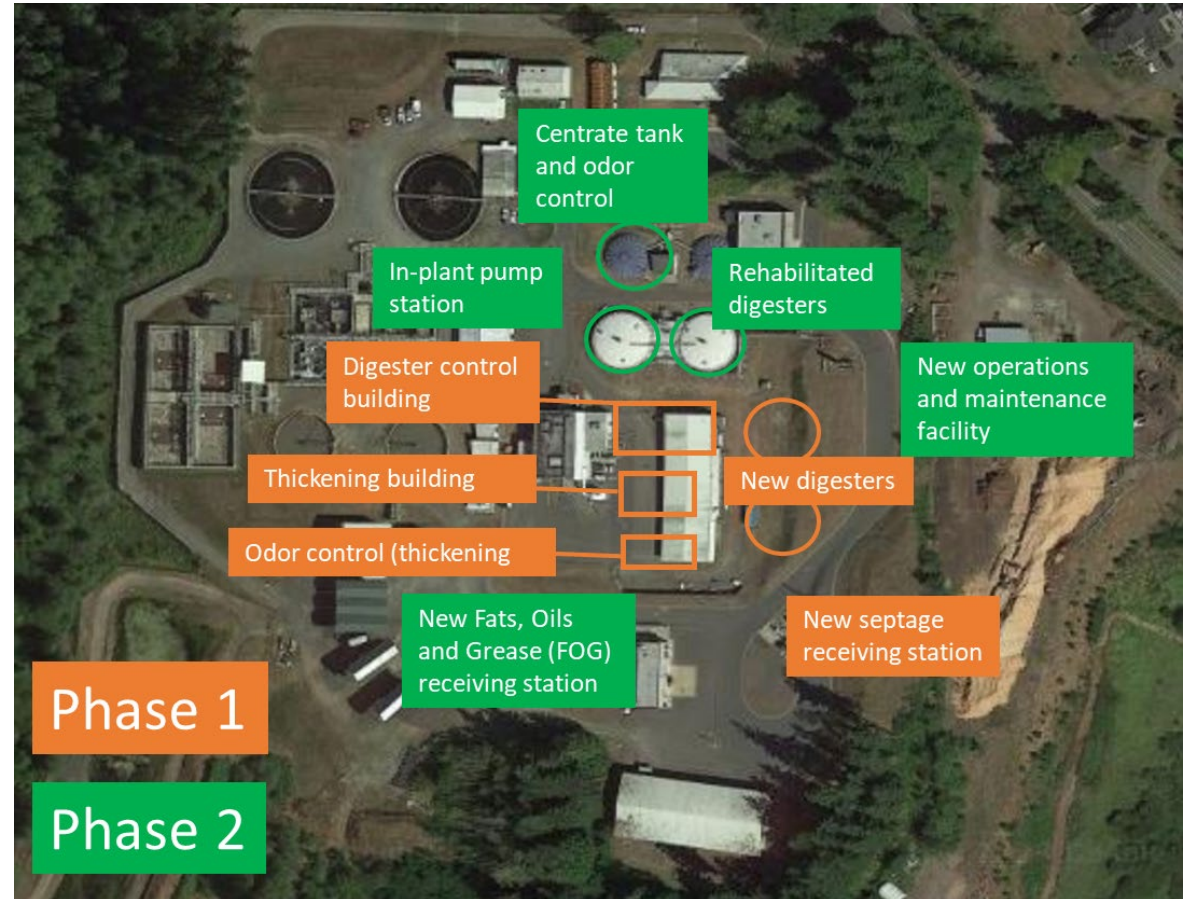 Centrate tank
and odor
control
In-plant pump
station
Rehabilitated
digesters
Digester control
building
New operations
and maintenance
facility
Thickening building
New digesters
Odor control (thickening
New Fats, Oils
and Grease (FOG)
receiving station
New septage
receiving station
Phase 1
Phase 2